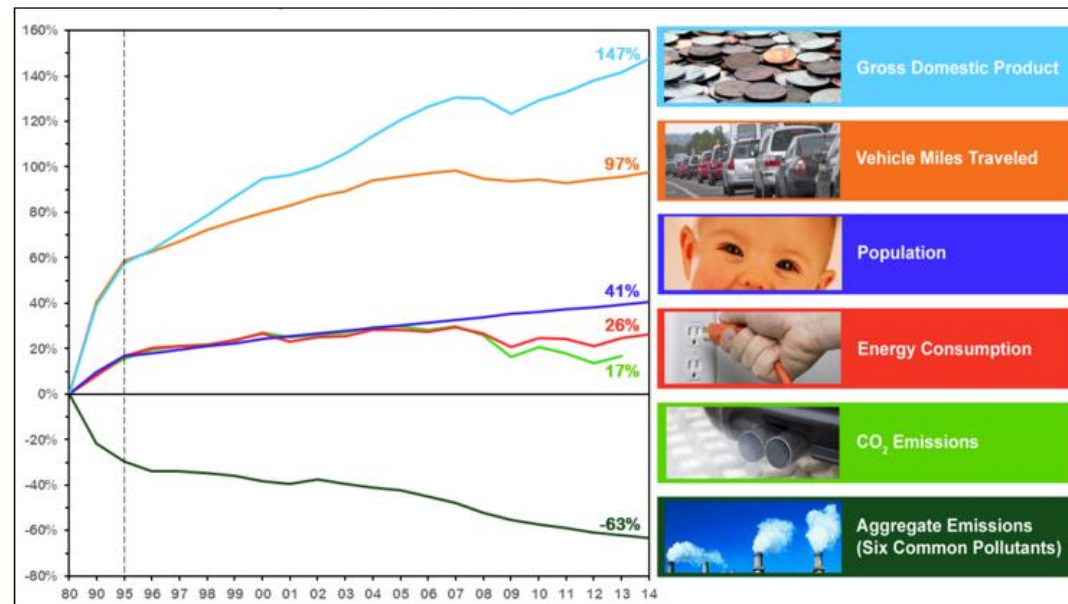 160%
140%
120%
100%
80%
60%
40%
20%
0%
-20%
-40%
-60%
-80%
80 90 95 96 97 98 99 00 01 02 03 04 05 06 07 08 09 10 11 12 13 14
147%
97%
41%
26%
17%
-63%
Gross Domestic Product
Vehicle Miles Traveled
Population
Energy Consumption
CO₂ Emissions
Aggregate Emissions
(Six Common Pollutants)